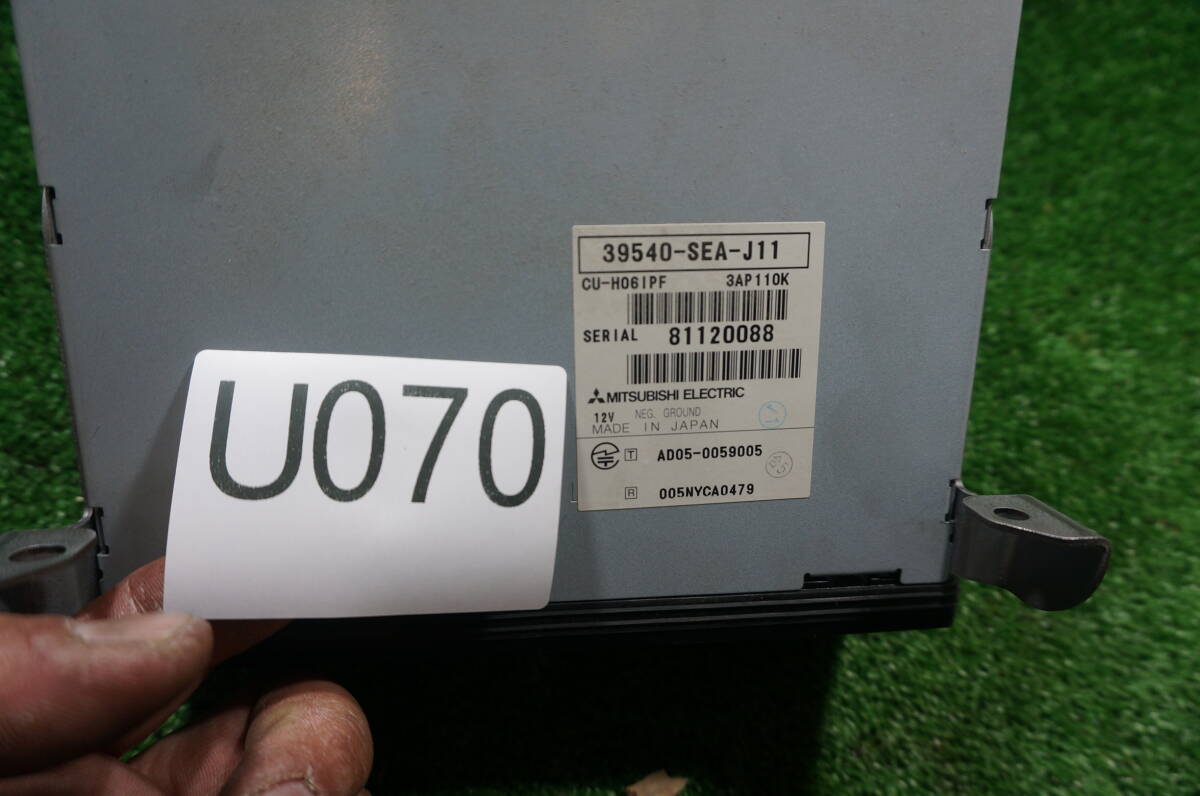 39540-SEA-J11
CU-H06IPF 3AP110K
SERIAL 81120088
MITSUBISHI ELECTRIC
12V NEG. GROUND
MADE IN JAPAN
T AD05-0059005
R 005NYCA0479
U070